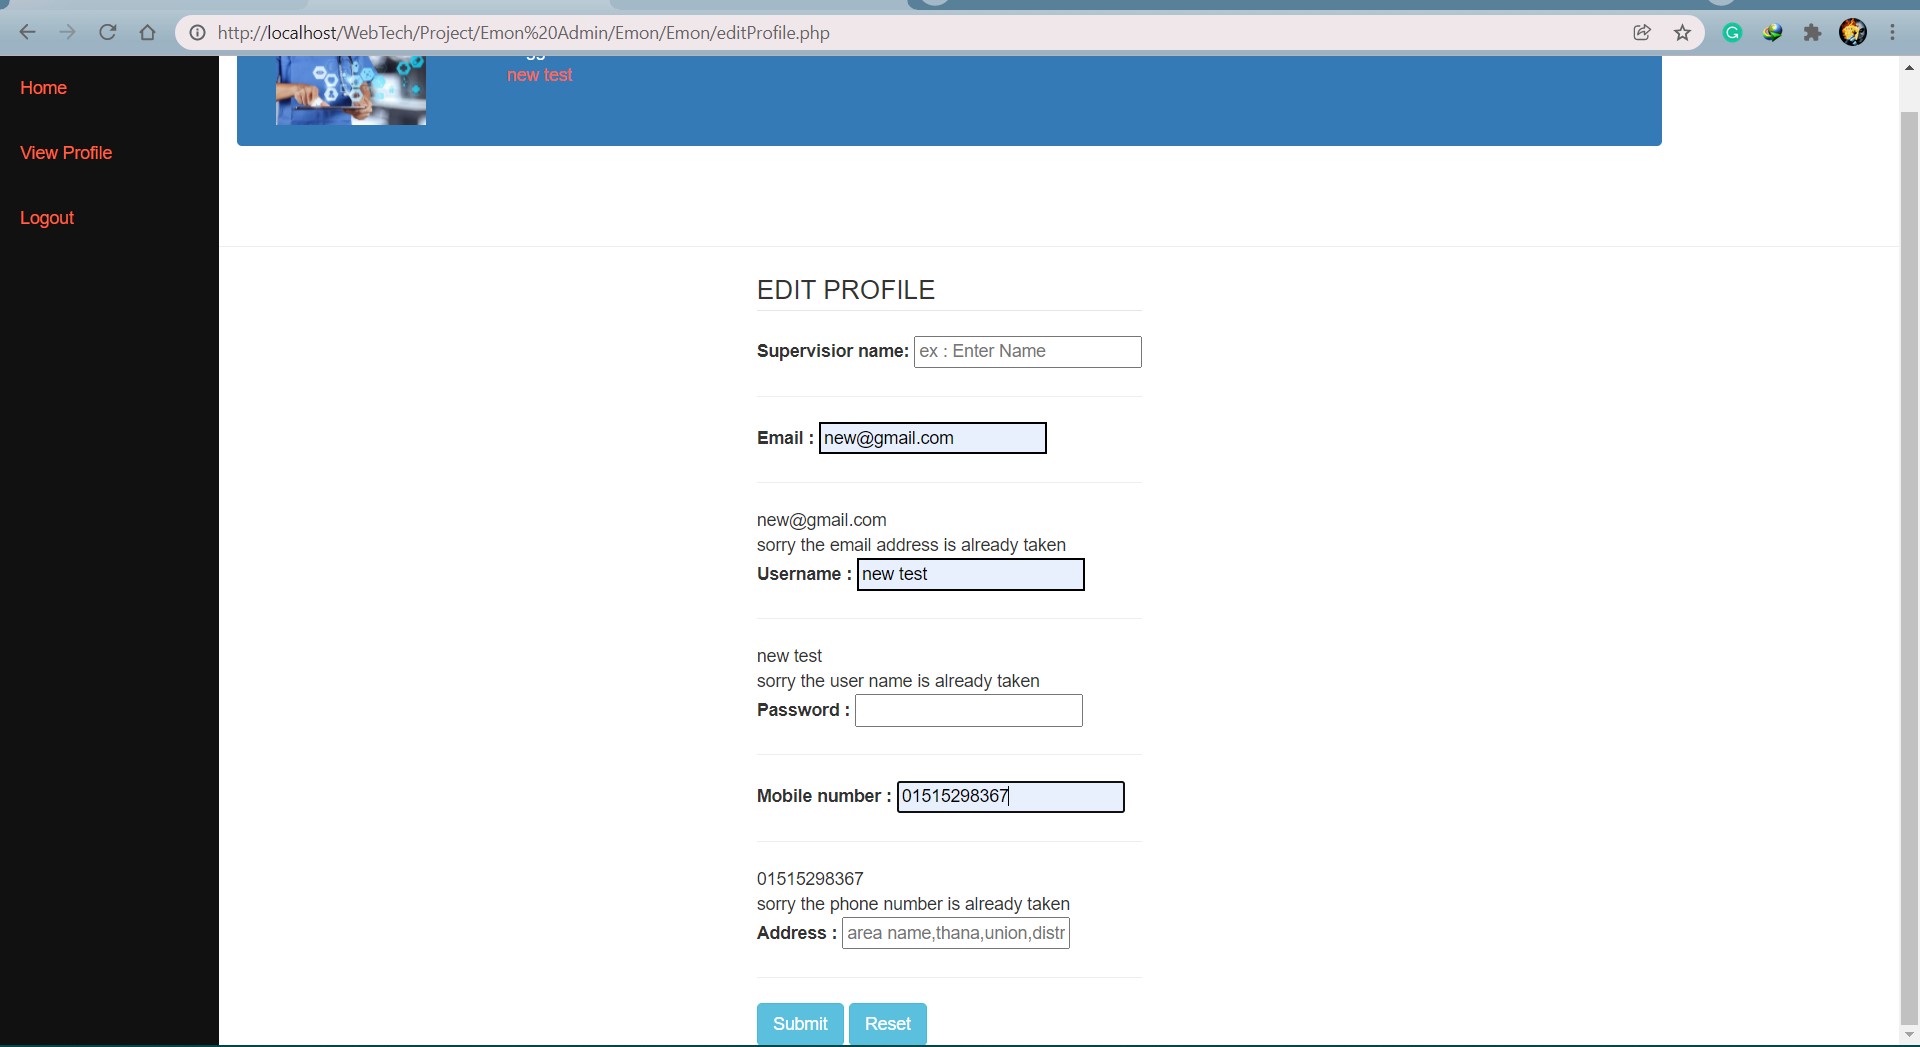 http://localhost/WebTech/Project/Emon%20Admin/Emon/Emon/editProfile.php
Home
View Profile
Logout
new test
EDIT PROFILE
Supervisior name: ex : Enter Name
Email : new@gmail.com
new@gmail.com
sorry the email address is already taken
Username : new test
new test
sorry the user name is already taken
Password :
Mobile number : 01515298367
01515298367
sorry the phone number is already taken
Address : area name,thana,union,distr
Submit Reset